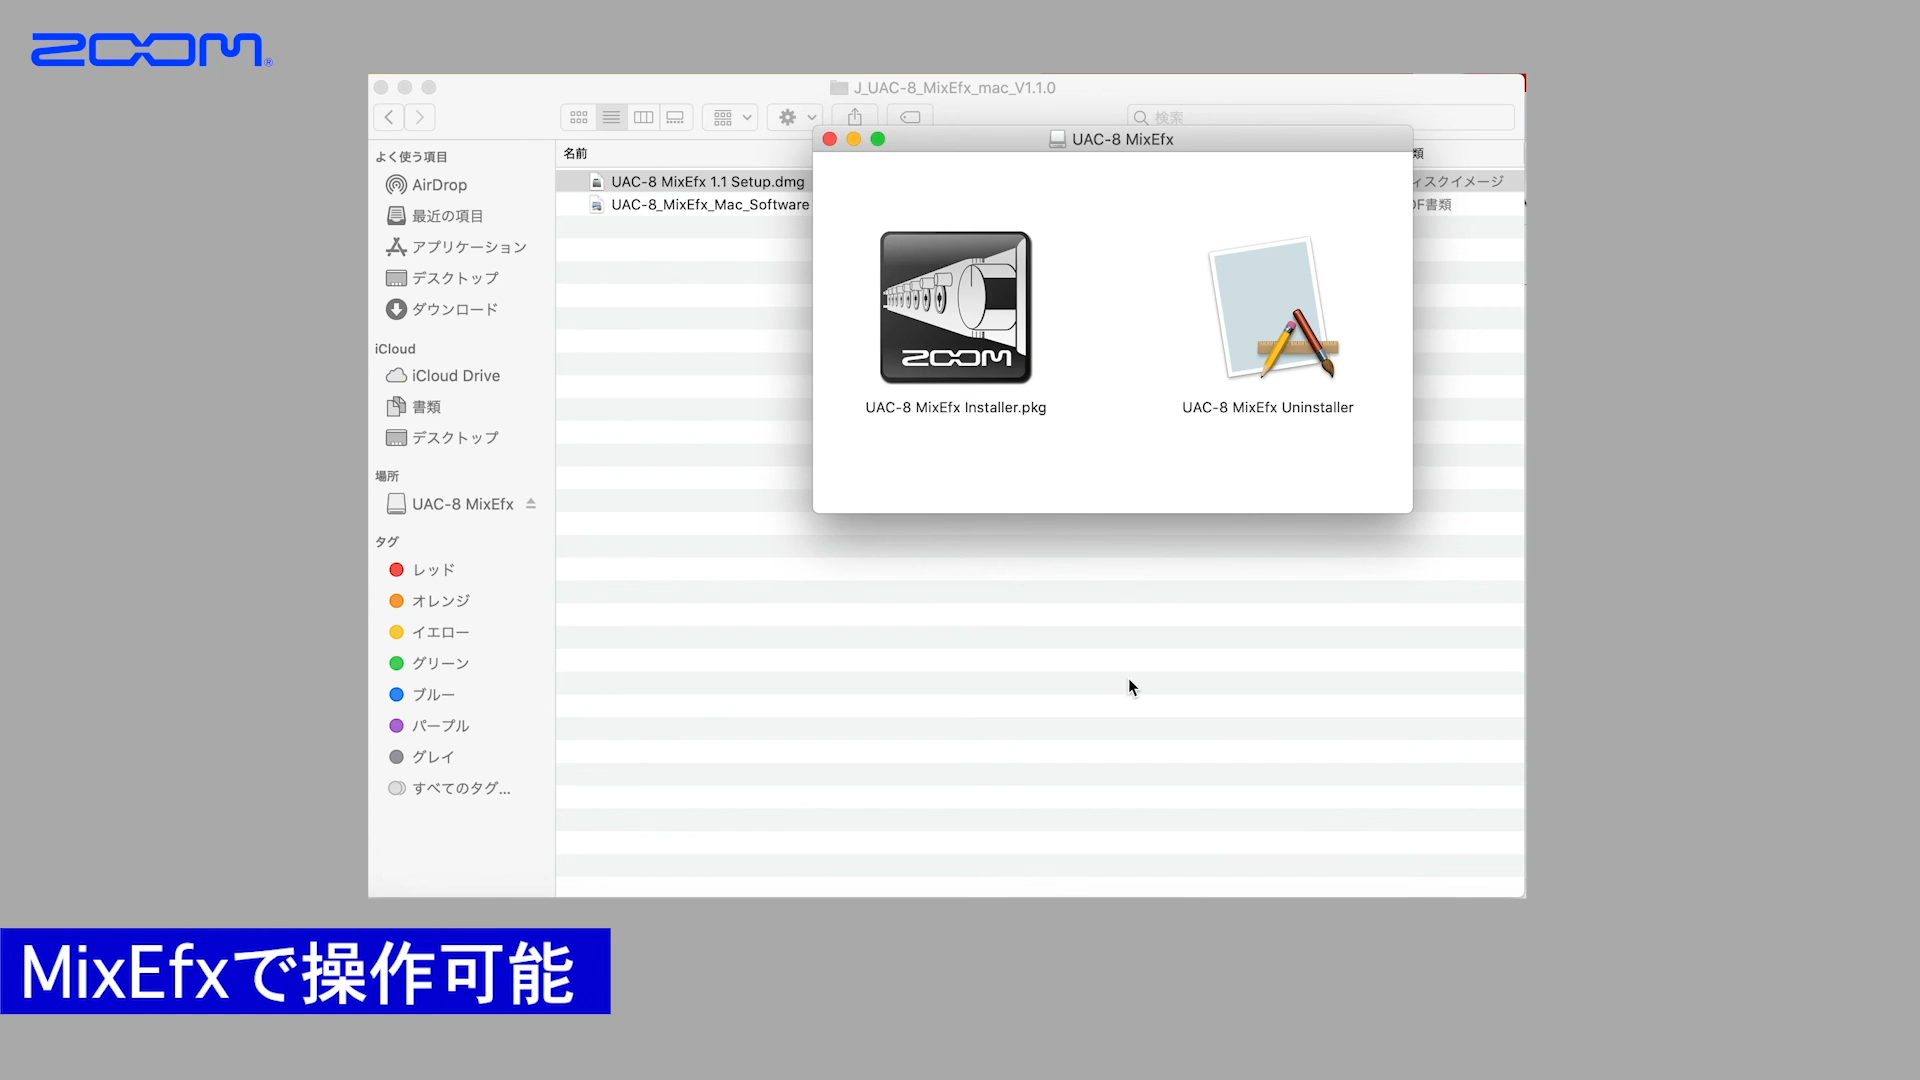 ZOOM®
J_UAC-8_MixEfx_mac_V1.1.0
検索
よく使う項目
AirDrop
最近の項目
アプリケーション
デスクトップ
ダウンロード
iCloud
iCloud Drive
書類
デスクトップ
場所
UAC-8 MixEfx
タグ
レッド
オレンジ
イエロー
グリーン
ブルー
パープル
グレイ
すべてのタグ...
名前
類
UAC-8 MixEfx 1.1 Setup.dmg
ィスクイメージ
UAC-8_MixEfx_Mac_Software
DF書類
UAC-8 MixEfx
ZOOM
UAC-8 MixEfx Installer.pkg
UAC-8 MixEfx Uninstaller
MixEfxで操作可能